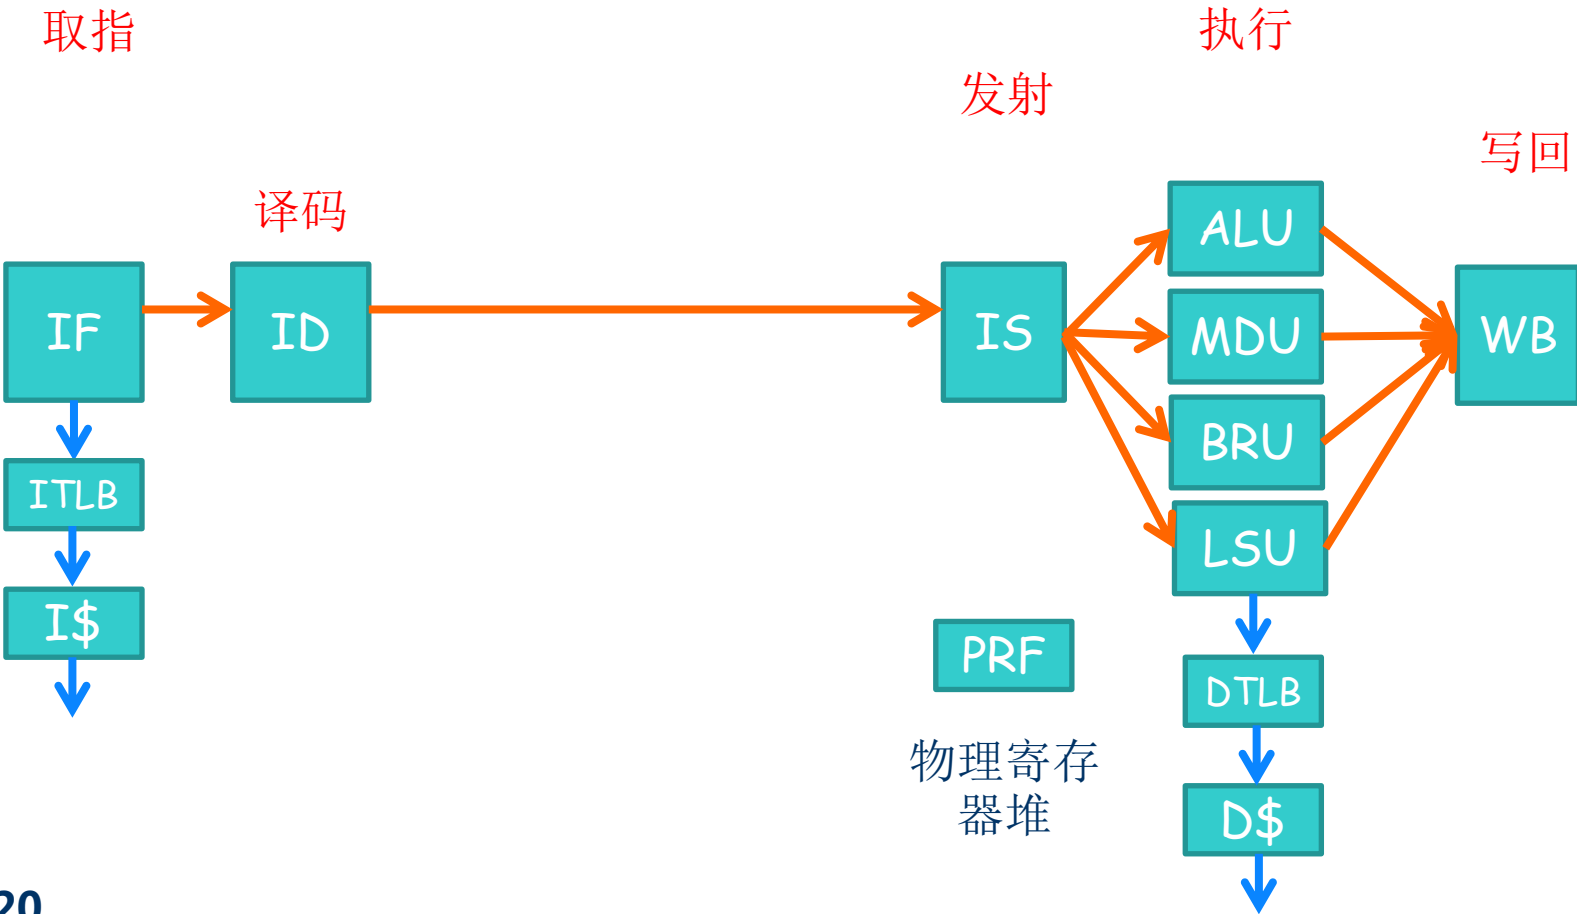 取指
执行
发射
写回
译码
IF
ID
IS
ALU
MDU
BRU
LSU
WB
ITLB
I$
PRF
物理寄存
器堆
DTLB
D$
20